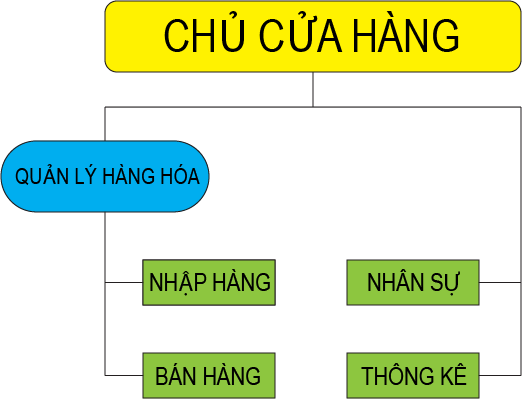 CHỦ CỬA HÀNG
QUẢN LÝ HÀNG HÓA
NHẬP HÀNG
NHÂN SỰ
BÁN HÀNG
THÔNG KÊ